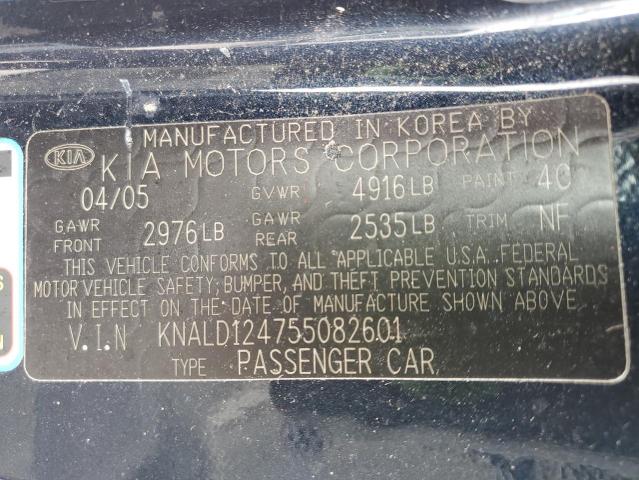 MANUFACTURED IN KOREA BY
KIA KIA MOTORS CORPORATION
04/05 GVWR 4916LB PAINT 4C
GAWR FRONT 2976LB GAWR REAR 2535LB TRIM NF
THIS VEHICLE CONFORMS TO ALL APPLICABLE U.S.A. FEDERAL
MOTOR VEHICLE SAFETY, BUMPER, AND THEFT PREVENTION STANDARDS
IN EFFECT ON THE DATE OF MANUFACTURE SHOWN ABOVE.
V.I.N KNALD124755082601
TYPE PASSENGER CAR